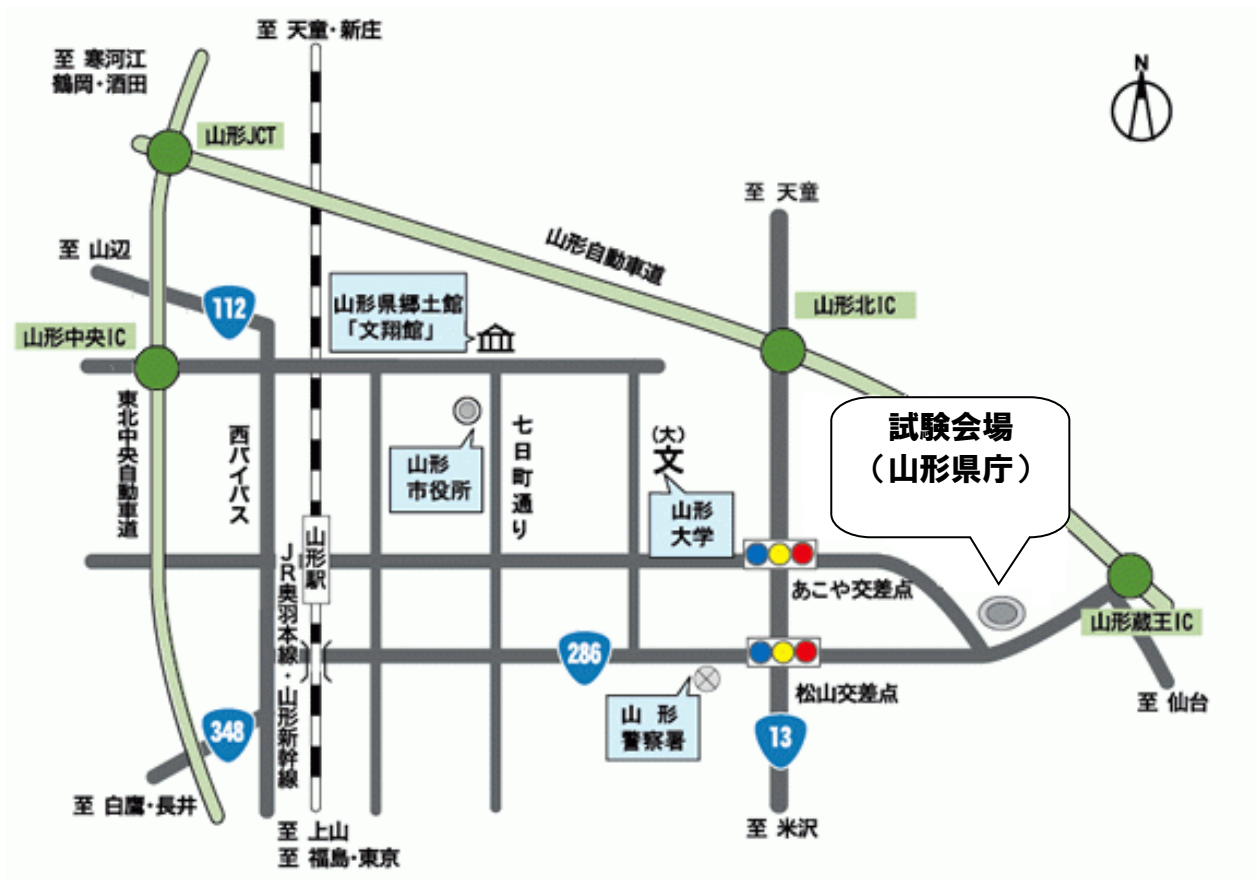 至 天童・新庄
至 寒河江
鶴岡・酒田
N
山形JCT
至 天童
至 山辺
山形自動車道
112
山形県郷土館
「文翔館」
山形北IC
山形中央IC
東北中央自動車道
西バイパス
山形
市役所
七日町通り
(大)
文
山形
大学
試験会場
（山形県庁）
山形駅
JR奥羽本線・山形新幹線
あこや交差点
山形蔵王IC
286
松山交差点
至 仙台
山 形
警察署
13
348
至 白鷹・長井
至 上山
至 福島・東京
至 米沢